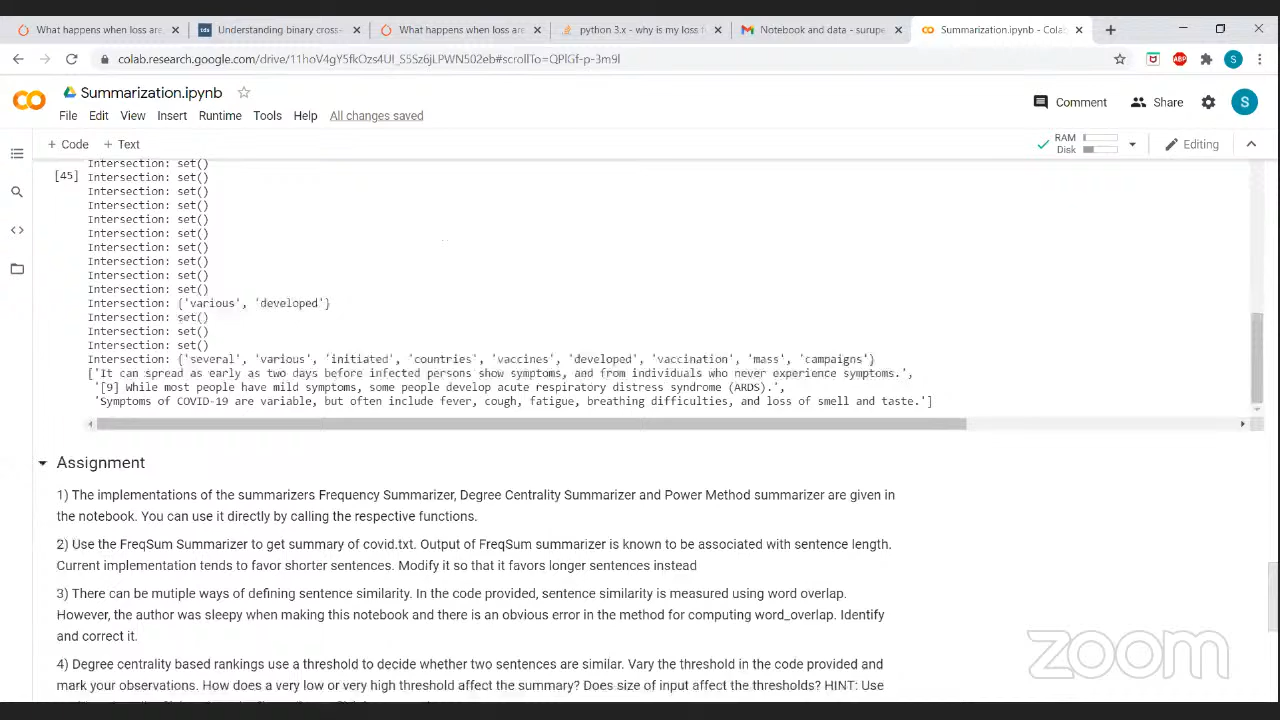 What happens when loss are
Understanding binary cross-
What happens when loss are
python 3.x - why is my loss f
Notebook and data - surupe
Summarization.ipynb - Colab
Summarization.ipynb
Comment
Share
S
File Edit View Insert Runtime Tools Help All changes saved
+ Code + Text
RAM
Disk
Editing
Intersection: set()
[45]
Intersection: set()
Intersection: set()
Intersection: set()
Intersection: set()
Intersection: set()
Intersection: set()
Intersection: set()
Intersection: set()
Intersection: set()
Intersection: {'various', 'developed'}
Intersection: set()
Intersection: set()
Intersection: set()
Intersection: {'several', 'various', 'initiated', 'countries', 'vaccines', 'developed', 'vaccination', 'mass', 'campaigns'}
['It can spread as early as two days before infected persons show symptoms, and from individuals who never experience symptoms.',
'[9] While most people have mild symptoms, some people develop acute respiratory distress syndrome (ARDS).',
'Symptoms of COVID-19 are variable, but often include fever, cough, fatigue, breathing difficulties, and loss of smell and taste.']
Assignment
1) The implementations of the summarizers Frequency Summarizer, Degree Centrality Summarizer and Power Method summarizer are given in
the notebook. You can use it directly by calling the respective functions.
2) Use the FreqSum Summarizer to get summary of covid.txt. Output of FreqSum summarizer is known to be associated with sentence length.
Current implementation tends to favor shorter sentences. Modify it so that it favors longer sentences instead
3) There can be mutiple ways of defining sentence similarity. In the code provided, sentence similarity is measured using word overlap.
However, the author was sleepy when making this notebook and there is an obvious error in the method for computing word_overlap. Identify
and correct it.
4) Degree centrality based rankings use a threshold to decide whether two sentences are similar. Vary the threshold in the code provided and
mark your observations. How does a very low or very high threshold affect the summary? Does size of input affect the thresholds? HINT: Use
zoom